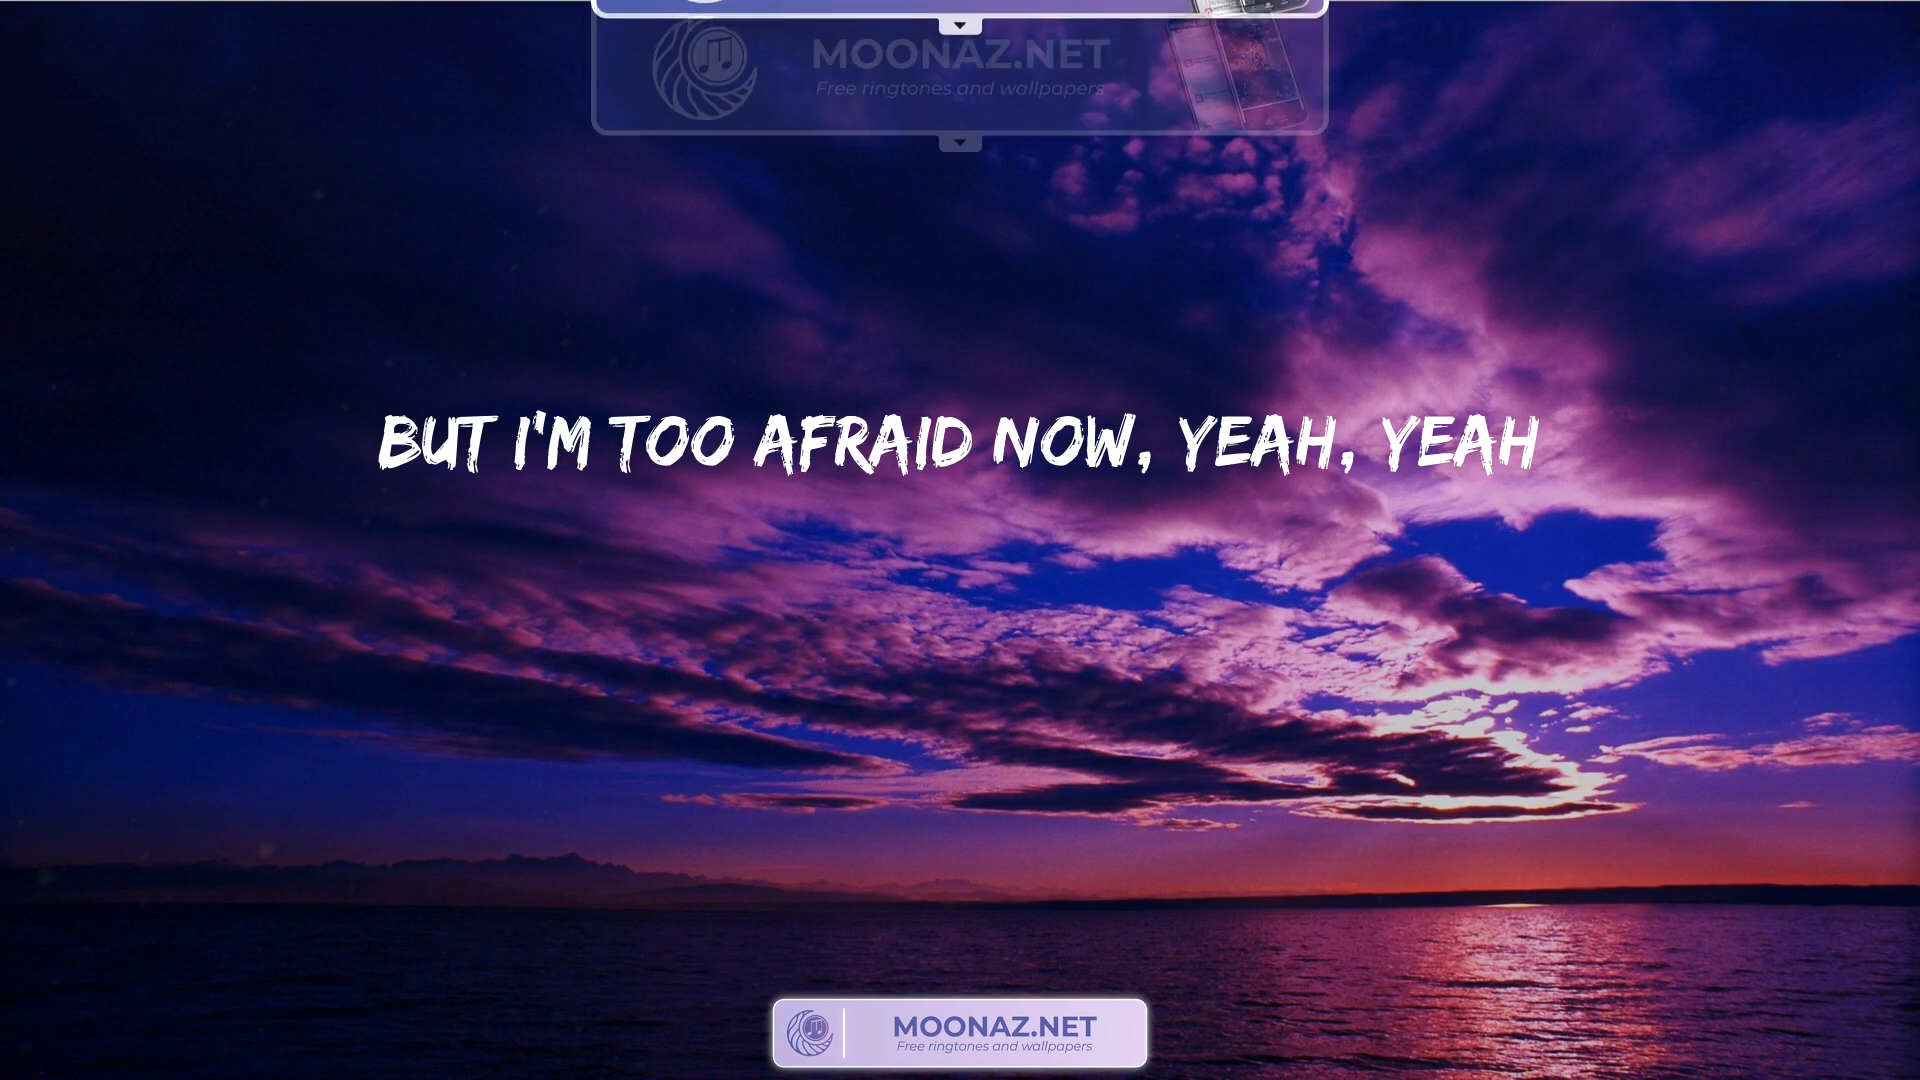 MOONAZ.NET
Free ringtones and wallpapers
BUT I'M TOO AFRAID NOW, YEAH, YEAH
MOONAZ.NET
Free ringtones and wallpapers